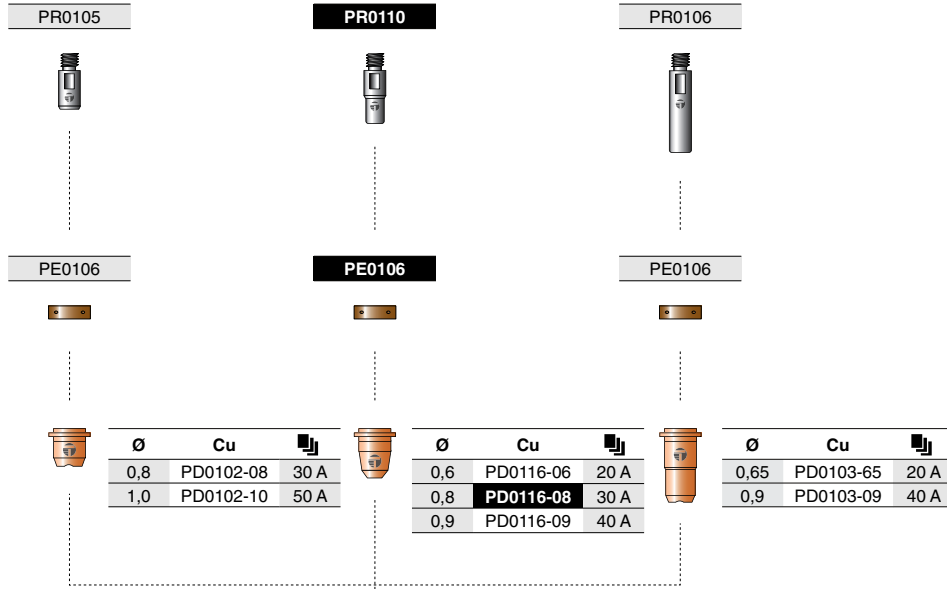 PR0105 PR0110 PR0106
PE0106 PE0106 PE0106
Ø Cu
0,8 PD0102-08 30 A
1,0 PD0102-10 50 A
Ø Cu
0,6 PD0116-06 20 A
0,8 PD0116-08 30 A
0,9 PD0116-09 40 A
Ø Cu
0,65 PD0103-65 20 A
0,9 PD0103-09 40 A